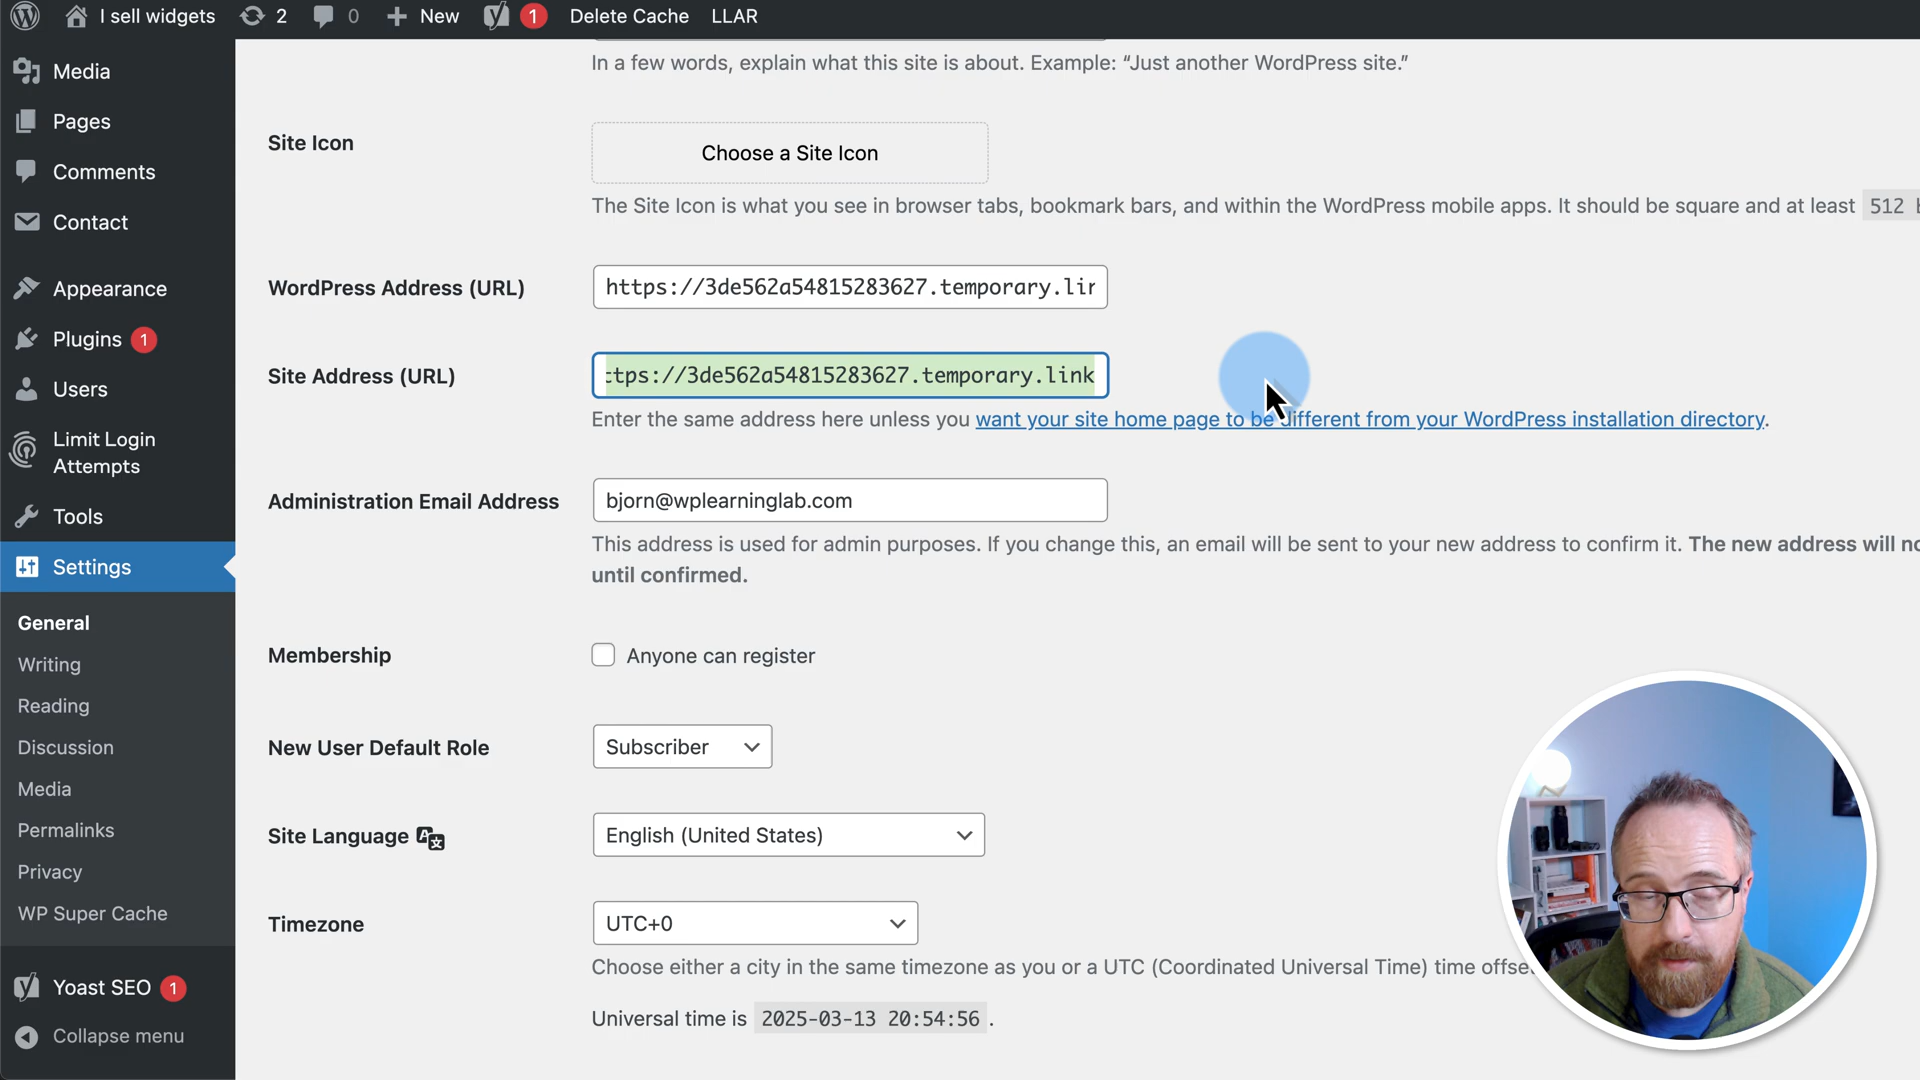 I sell widgets 2 0 New 1 Delete Cache LLAR
Media
Pages
Comments
Contact
Appearance
Plugins 1
Users
Limit Login
Attempts
Tools
Settings
General
Writing
Reading
Discussion
Media
Permalinks
Privacy
WP Super Cache
Yoast SEO 1
Collapse menu
In a few words, explain what this site is about. Example: “Just another WordPress site.”
Site Icon
Choose a Site Icon
The Site Icon is what you see in browser tabs, bookmark bars, and within the WordPress mobile apps. It should be square and at least 512
WordPress Address (URL)
https://3de562a54815283627.temporary.lin
Site Address (URL)
ttps://3de562a54815283627.temporary.link
Enter the same address here unless you want your site home page to be different from your WordPress installation directory.
Administration Email Address
bjorn@wplearninglab.com
This address is used for admin purposes. If you change this, an email will be sent to your new address to confirm it. The new address will
until confirmed.
Membership
Anyone can register
New User Default Role
Subscriber
Site Language
English (United States)
Timezone
UTC+0
Choose either a city in the same timezone as you or a UTC (Coordinated Universal Time) time
Universal time is 2025-03-13 20:54:56 .